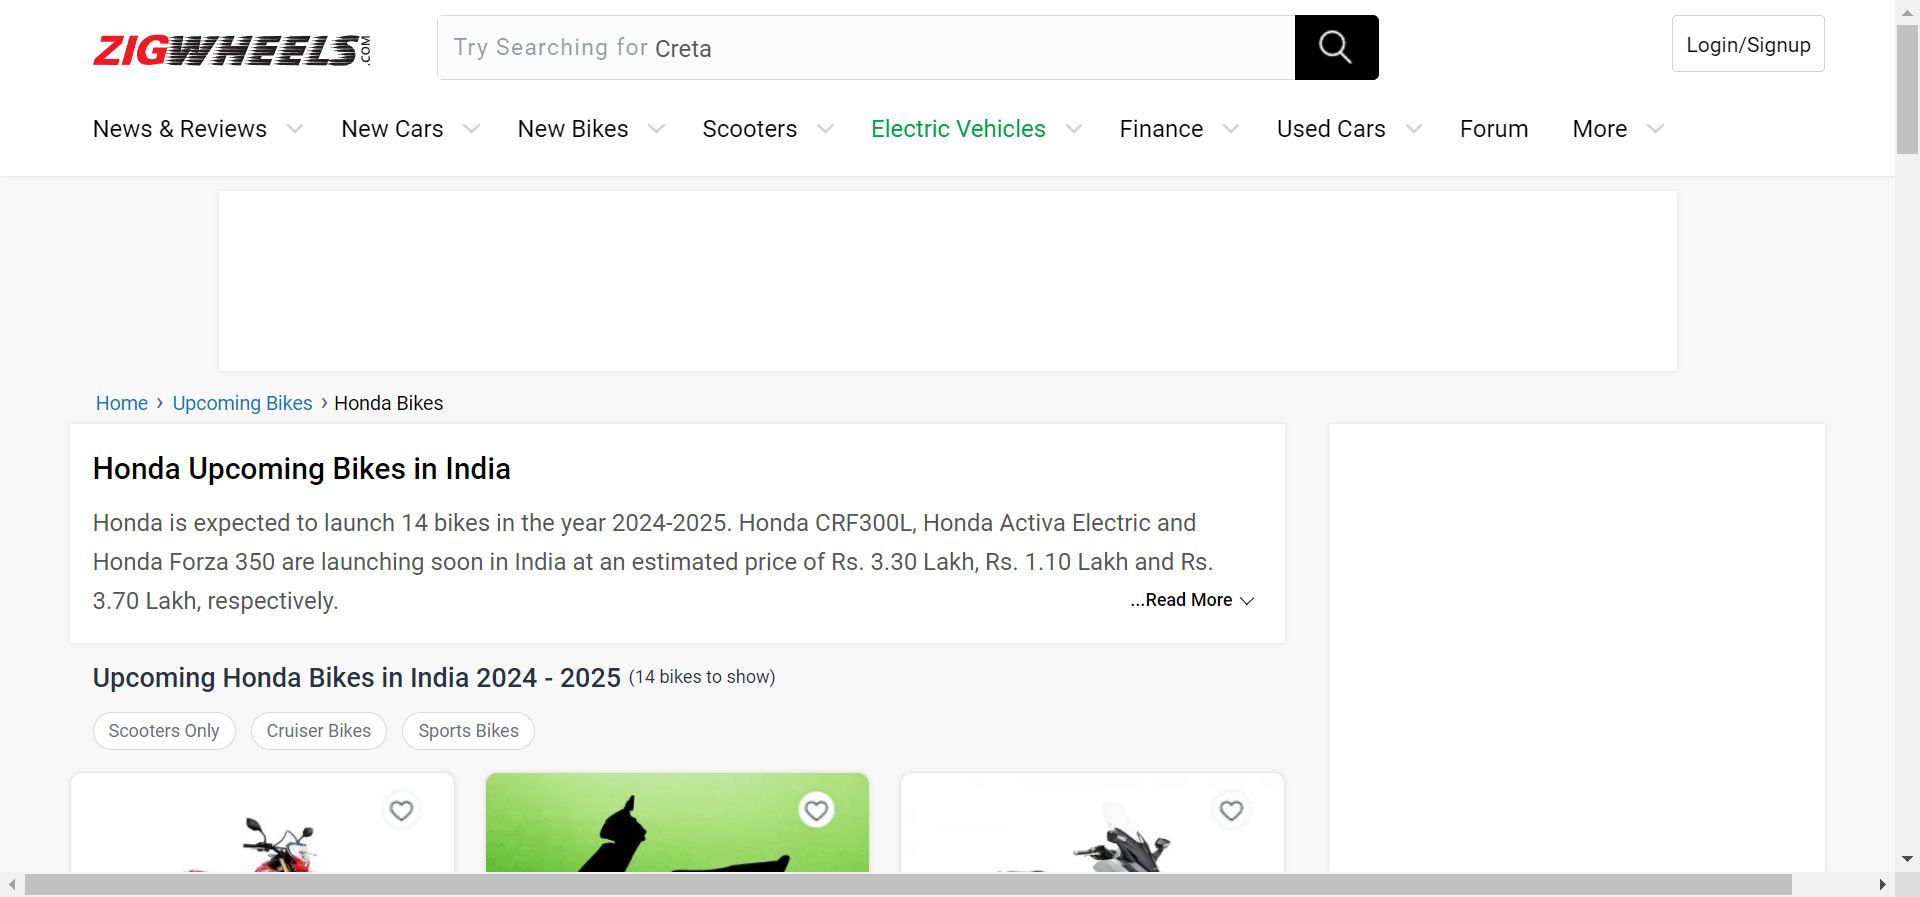 ZIGWHEELS.COM
Try Searching for Creta
Login/Signup
News & Reviews New Cars New Bikes Scooters Electric Vehicles Finance Used Cars Forum More
Home › Upcoming Bikes › Honda Bikes
Honda Upcoming Bikes in India
Honda is expected to launch 14 bikes in the year 2024-2025. Honda CRF300L, Honda Activa Electric and
Honda Forza 350 are launching soon in India at an estimated price of Rs. 3.30 Lakh, Rs. 1.10 Lakh and Rs.
3.70 Lakh, respectively.
...Read More
Upcoming Honda Bikes in India 2024 - 2025 (14 bikes to show)
Scooters Only Cruiser Bikes Sports Bikes